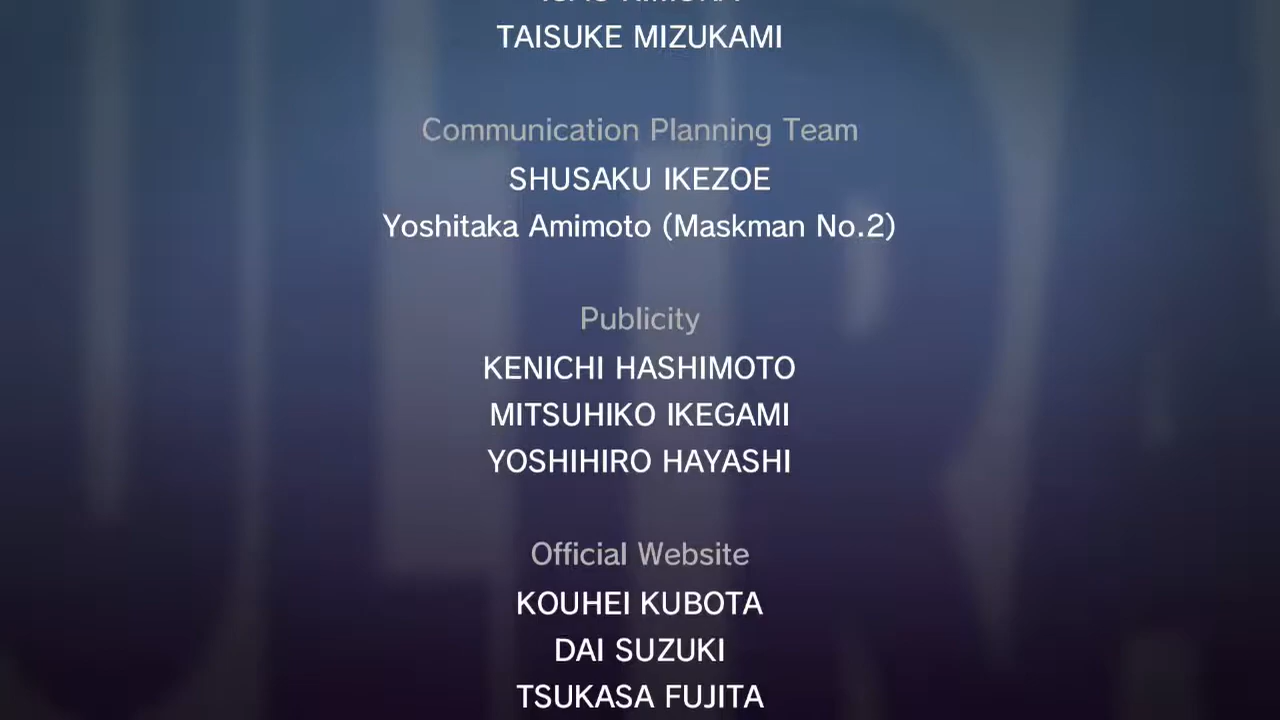 TAISUKE MIZUKAMI
Communication Planning Team
SHUSAKU IKEZOE
Yoshitaka Amimoto (Maskman No.2)
Publicity
KENICHI HASHIMOTO
MITSUHIKO IKEGAMI
YOSHIHIRO HAYASHI
Official Website
KOUHEI KUBOTA
DAI SUZUKI
TSUKASA FUJITA